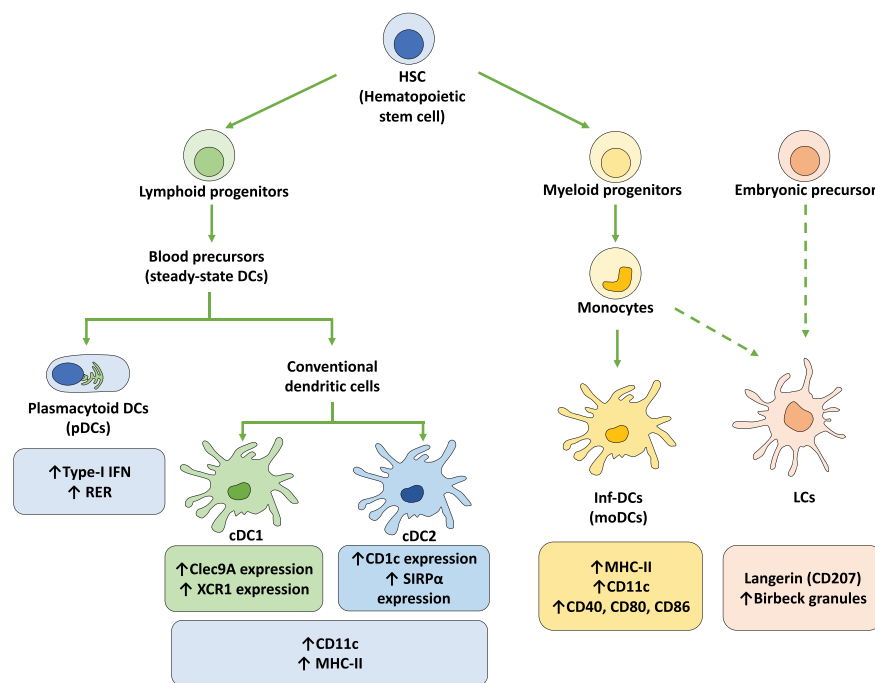 HSC
(Hematopoietic
stem cell)
Lymphoid progenitors
Myeloid progenitors
Embryonic precursor
Blood precursors
(steady-state DCs)
Monocytes
Conventional
dendritic cells
Plasmacytoid DCs
(pDCs)
↑Type-I IFN
↑ RER
cDC1
cDC2
Inf-DCs
(moDCs)
LCs
↑Clec9A expression
↑ XCR1 expression
↑CD1c expression
↑ SIRPα
expression
↑MHC-II
↑CD11c
↑CD40, CD80, CD86
Langerin (CD207)
↑Birbeck granules
↑CD11c
↑ MHC-II